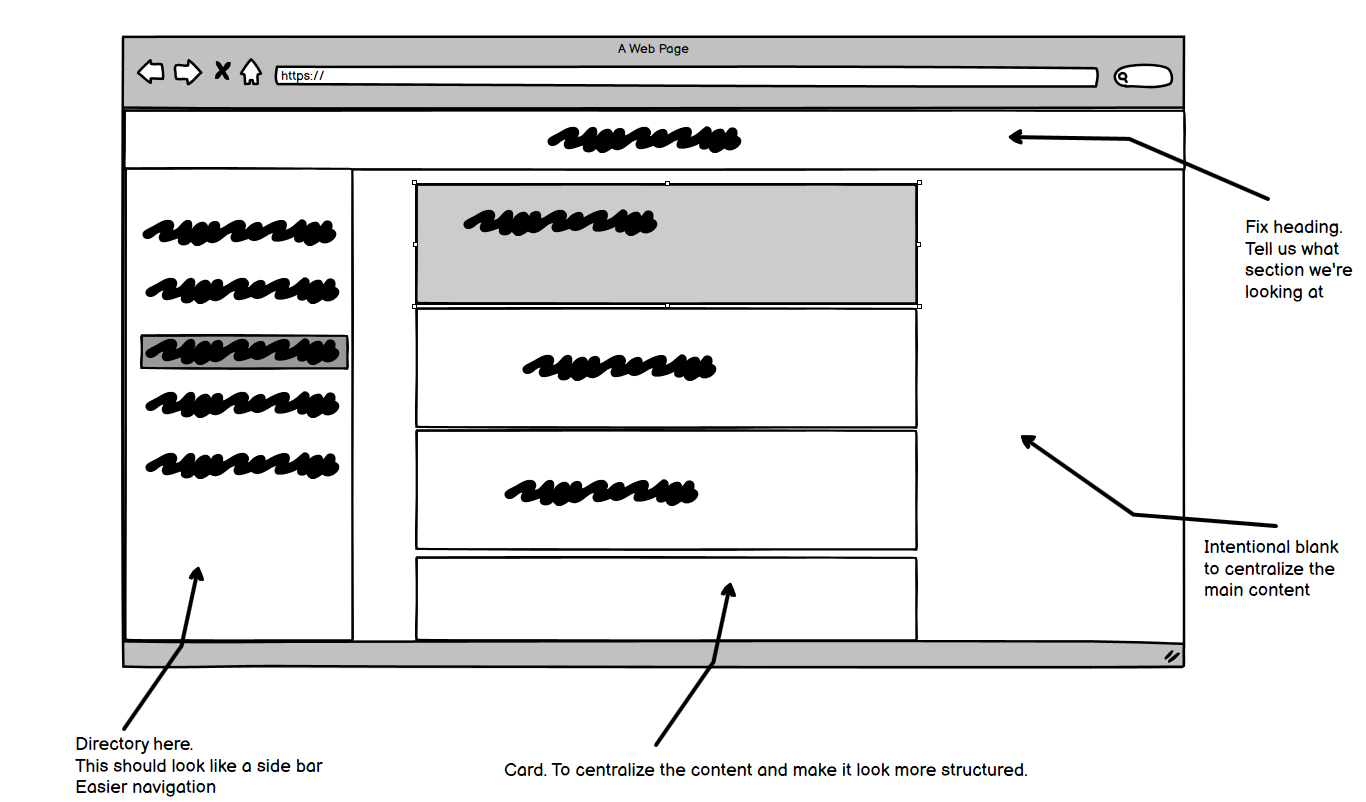 A Web Page
https://
Fix heading.
Tell us what
section we're
looking at
Intentional blank
to centralize the
main content
Directory here.
This should look like a side bar
Easier navigation
Card. To centralize the content and make it look more structured.